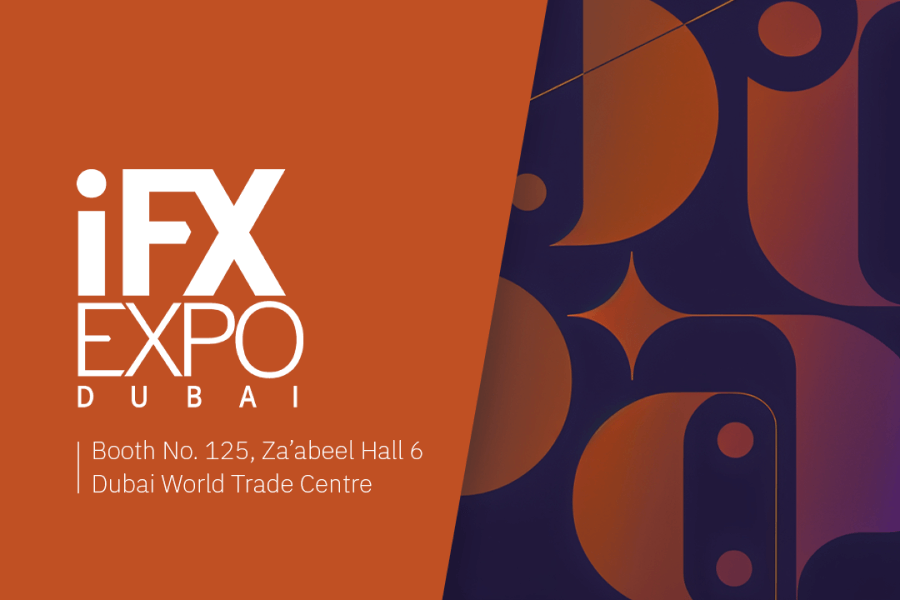 iFX
EXPO
DUBAI
Booth No. 125, Za’abeel Hall 6
Dubai World Trade Centre